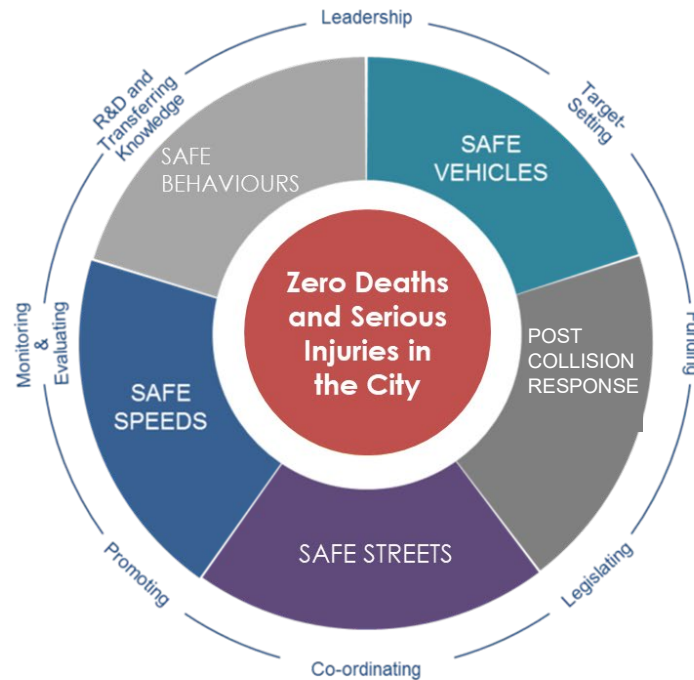 Leadership
Target-
Setting
Funding
Legislating
Co-ordinating
Promoting
Monitoring
&
Evaluating
R&D and
Transferring
Knowledge
SAFE
BEHAVIOURS
SAFE
VEHICLES
POST
COLLISION
RESPONSE
SAFE STREETS
SAFE
SPEEDS
Zero Deaths
and Serious
Injuries in
the City